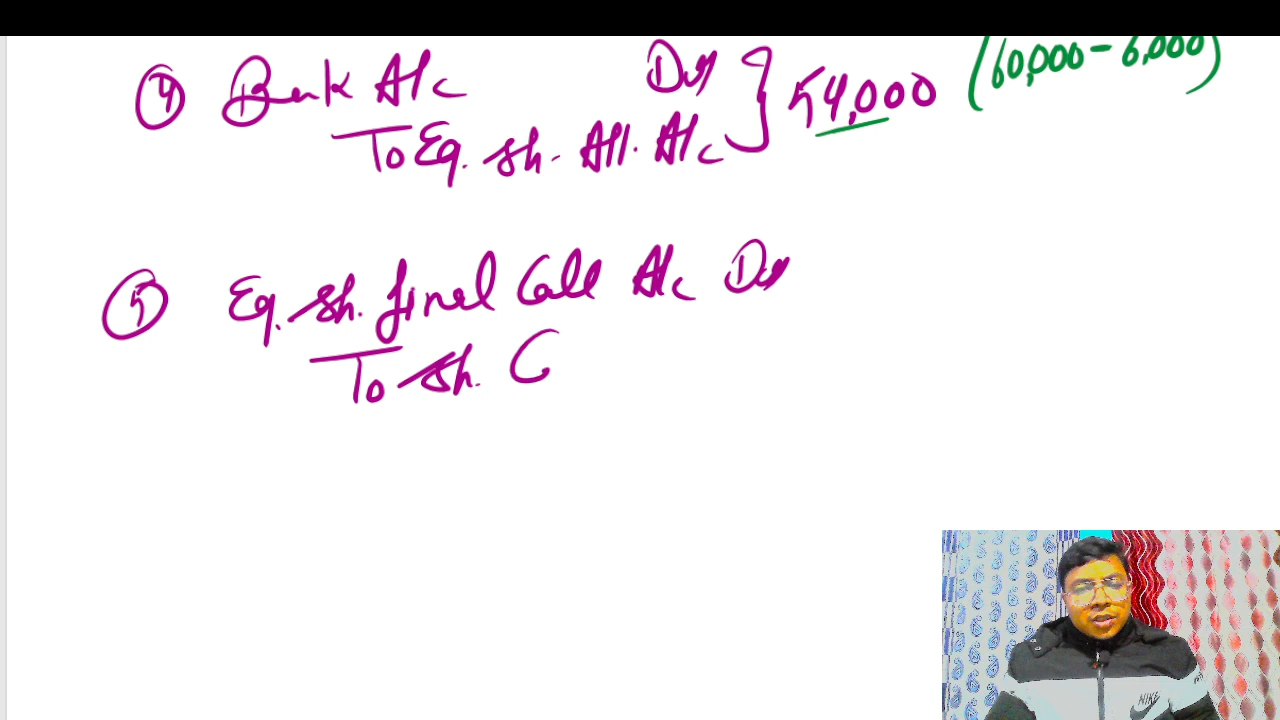 ④ Bank A/c Dr } 54,000 (60,000 - 6,000)
To Eq. sh. All. A/c
⑤ Eq. sh. final Call A/c Dr
To sh. C
NIKE